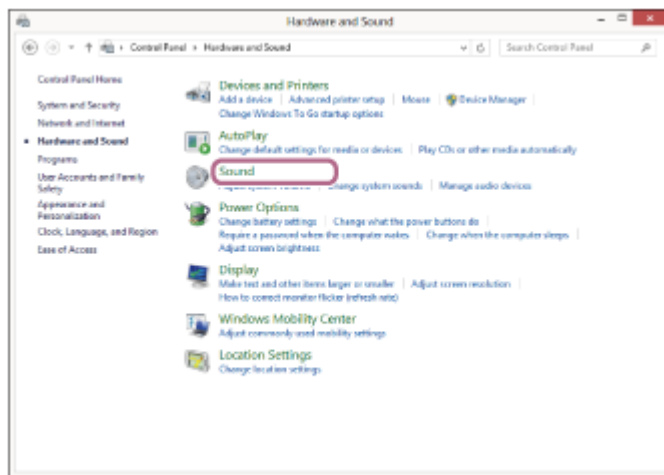 Hardware and Sound
Control Panel › Hardware and Sound
Search Control Panel
Control Panel Home
System and Security
Network and Internet
Hardware and Sound
Programs
User Accounts and Family
Safety
Appearance and
Personalization
Clock, Language, and Region
Ease of Access
Devices and Printers
Add a device | Advanced printer setup | Mouse | Device Manager
Change Windows To Go startup options
AutoPlay
Change default settings for media or devices | Play CDs or other media automatically
Sound
Adjust system volume | Change system sounds | Manage audio devices
Power Options
Change battery settings | Change what the power buttons do
Require a password when the computer wakes | Change when the computer sleeps
Adjust screen brightness
Display
Make text and other items larger or smaller | Adjust screen resolution
How to correct monitor flicker (refresh rate)
Windows Mobility Center
Adjust commonly used mobility settings
Location Settings
Change location settings